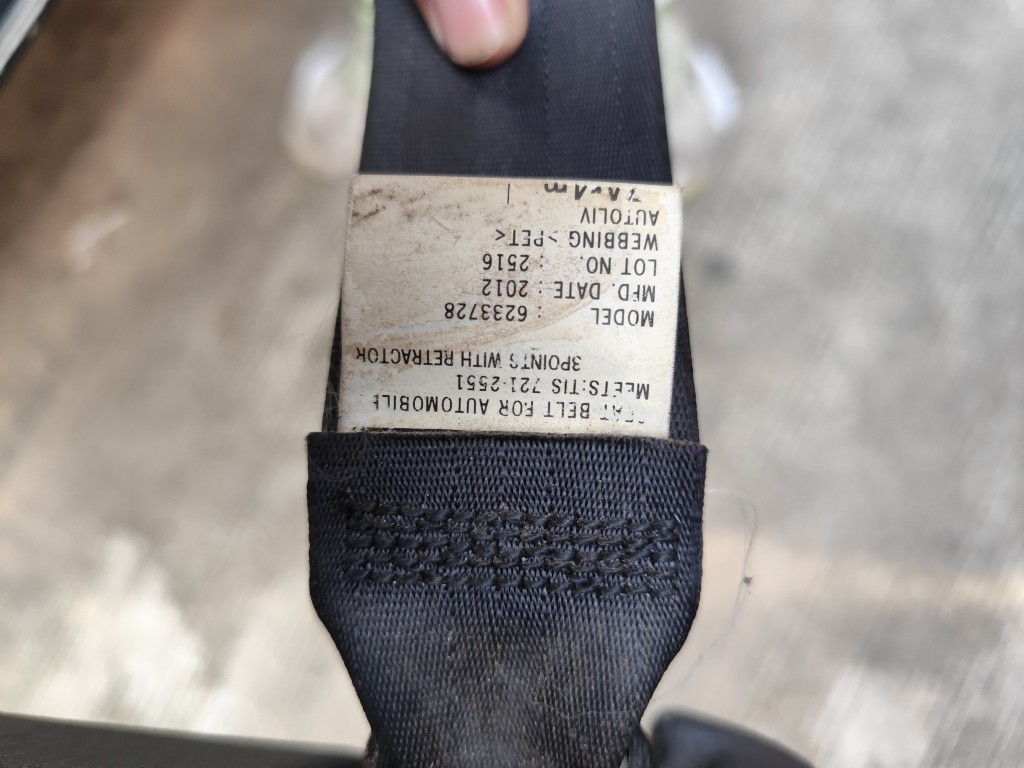 SEAT BELT FOR AUTOMOBILE
MEETS:TIS 721-2551
3POINTS WITH RETRACTOR
MODEL : 6233728
MFD. DATE : 2012
LOT NO. : 2516
WEBBING >PET<
AUTOLIV